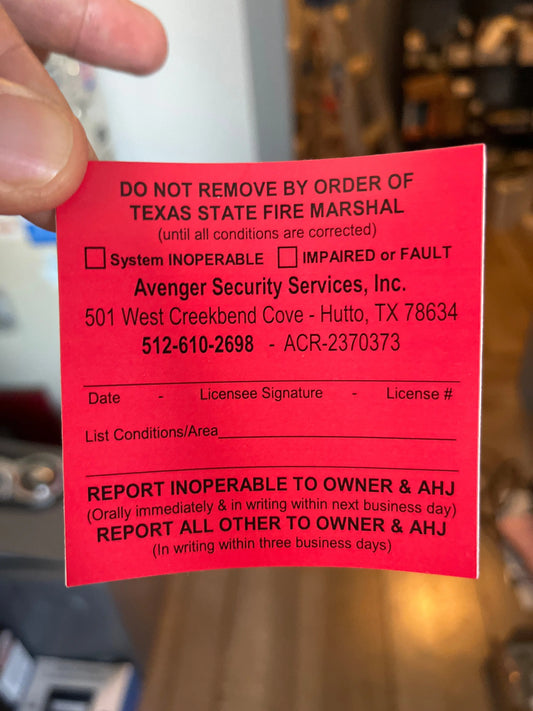 DO NOT REMOVE BY ORDER OF
TEXAS STATE FIRE MARSHAL
(until all conditions are corrected)
System INOPERABLE IMPAIRED or FAULT
Avenger Security Services, Inc.
501 West Creekbend Cove - Hutto, TX 78634
512-610-2698 - ACR-2370373
Date - Licensee Signature - License #
List Conditions/Area
REPORT INOPERABLE TO OWNER & AHJ
(Orally immediately & in writing within next business day)
REPORT ALL OTHER TO OWNER & AHJ
(In writing within three business days)